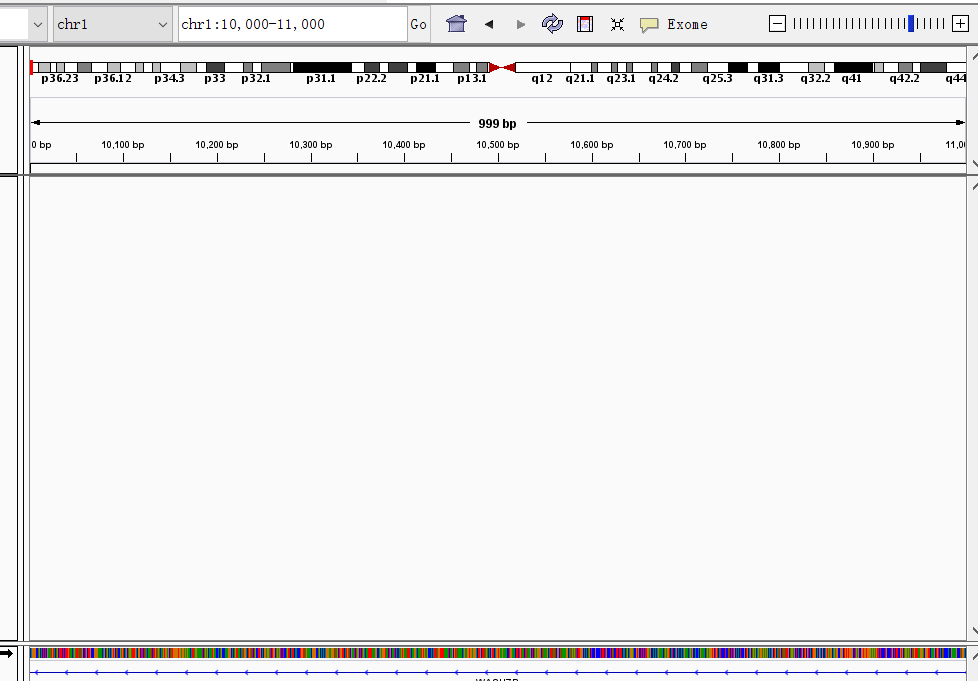 chr1 chr1:10,000-11,000 Go Exome
p36.23 p36.12 p34.3 p33 p32.1 p31.1 p22.2 p21.1 p13.1 q12 q21.1 q23.1 q24.2 q25.3 q31.3 q32.2 q41 q42.2 q44
999 bp
0 bp 10,100 bp 10,200 bp 10,300 bp 10,400 bp 10,500 bp 10,600 bp 10,700 bp 10,800 bp 10,900 bp 11,00